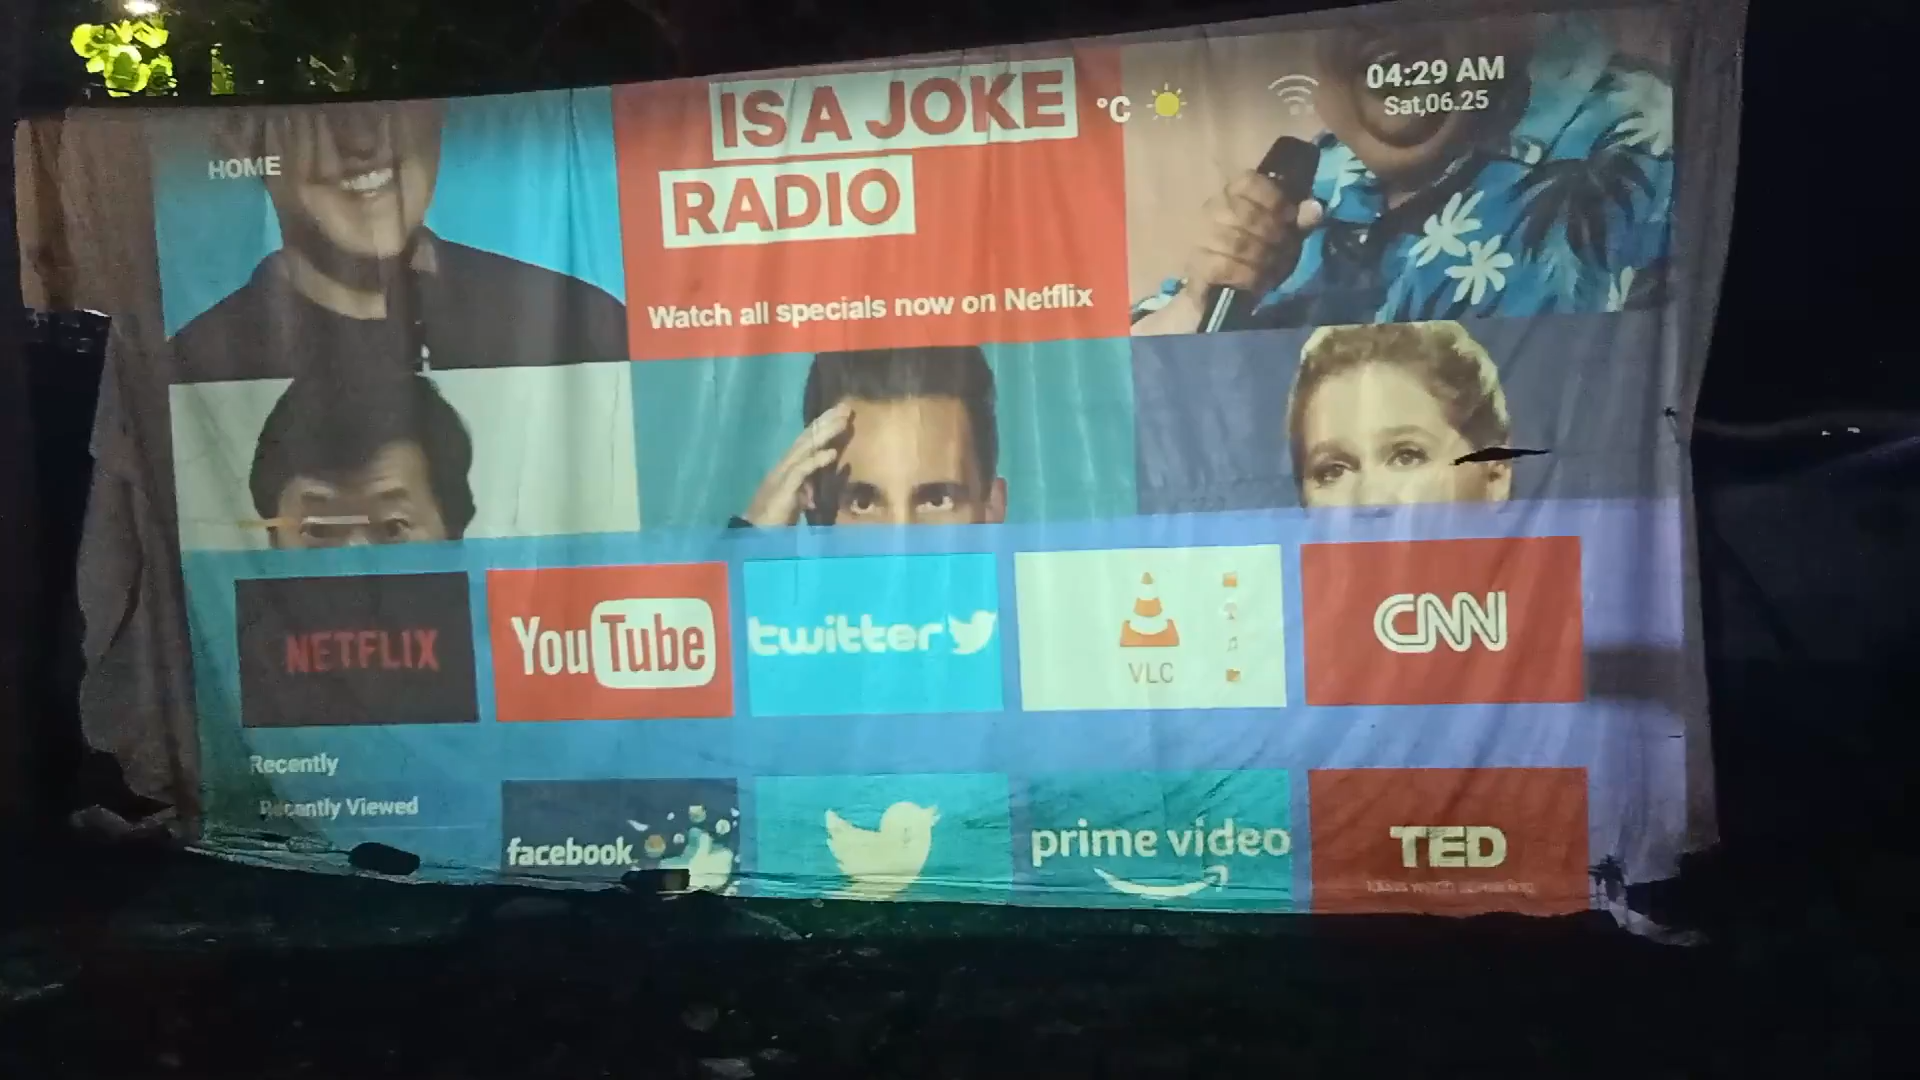 IS A JOKE
RADIO
Watch all specials now on Netflix
°C
04:29 AM
Sat,06.25
HOME
NETFLIX
YouTube
twitter
VLC
CNN
Recently
Recently Viewed
facebook
prime video
TED